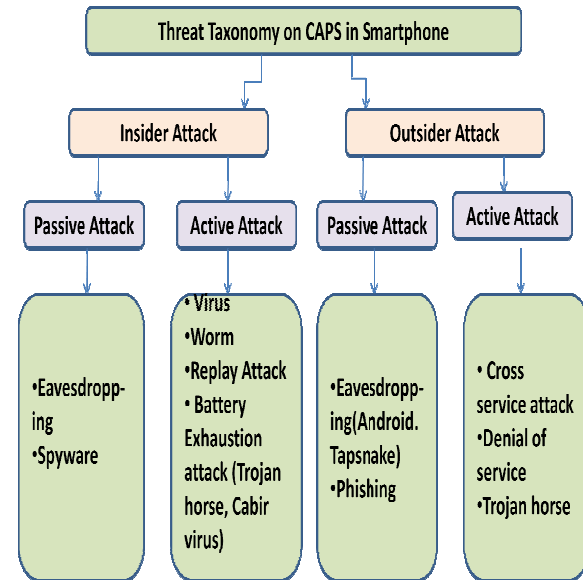 Threat Taxonomy on CAPS in Smartphone
Insider Attack
Outsider Attack
Passive Attack
Active Attack
Passive Attack
Active Attack
•Eavesdropp-
ing
•Spyware
• Virus
•Worm
•Replay Attack
• Battery
Exhaustion
attack (Trojan
horse, Cabir
virus)
•Eavesdropp-
ing(Android.
Tapsnake)
•Phishing
• Cross
service attack
•Denial of
service
•Trojan horse